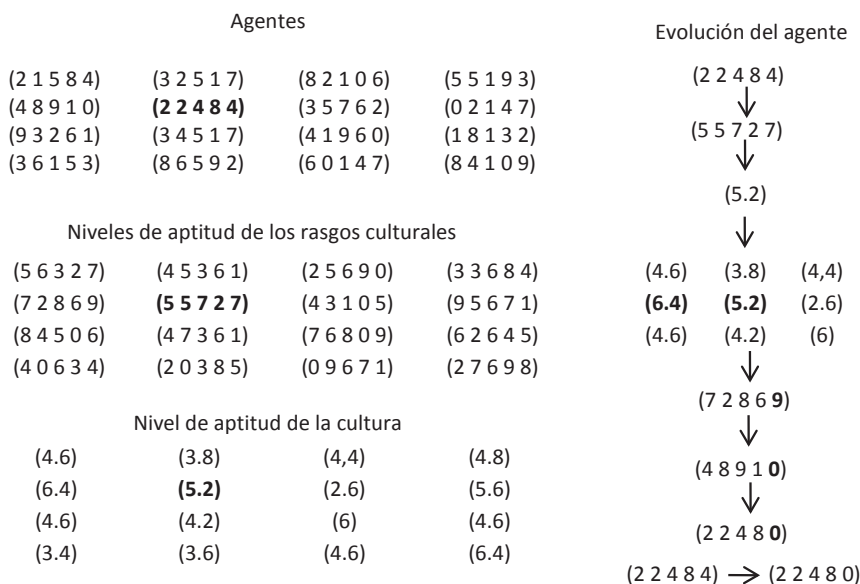 Agentes
(2 1 5 8 4) (3 2 5 1 7) (8 2 1 0 6) (5 5 1 9 3)
(4 8 9 1 0) (2 2 4 8 4) (3 5 7 6 2) (0 2 1 4 7)
(9 3 2 6 1) (3 4 5 1 7) (4 1 9 6 0) (1 8 1 3 2)
(3 6 1 5 3) (8 6 5 9 2) (6 0 1 4 7) (8 4 1 0 9)
Niveles de aptitud de los rasgos culturales
(5 6 3 2 7) (4 5 3 6 1) (2 5 6 9 0) (3 3 6 8 4)
(7 2 8 6 9) (5 5 7 2 7) (4 3 1 0 5) (9 5 6 7 1)
(8 4 5 0 6) (4 7 3 6 1) (7 6 8 0 9) (6 2 6 4 5)
(4 0 6 3 4) (2 0 3 8 5) (0 9 6 7 1) (2 7 6 9 8)
Nivel de aptitud de la cultura
(4.6) (3.8) (4,4) (4.8)
(6.4) (5.2) (2.6) (5.6)
(4.6) (4.2) (6) (4.6)
(3.4) (3.6) (4.6) (6.4)
Evolución del agente
(2 2 4 8 4)
(5 5 7 2 7)
(5.2)
(4.6) (3.8) (4,4)
(6.4) (5.2) (2.6)
(4.6) (4.2) (6)
(7 2 8 6 9)
(4 8 9 1 0)
(2 2 4 8 0)
(2 2 4 8 4) → (2 2 4 8 0)